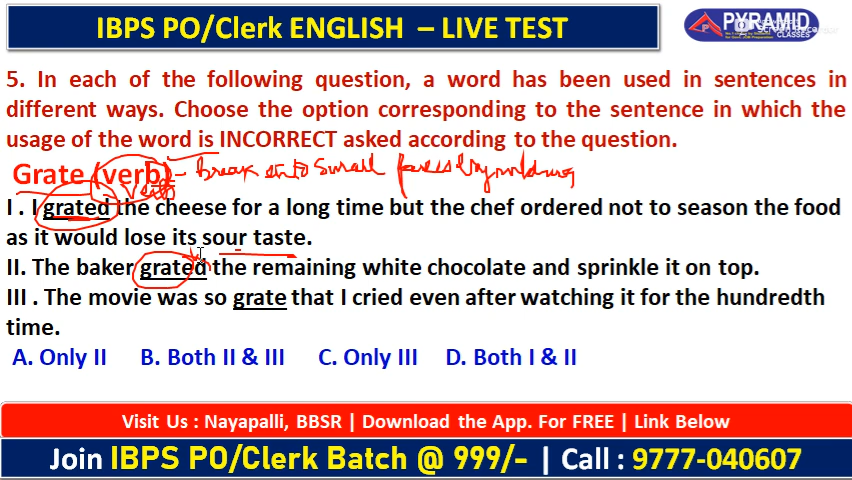 IBPS PO/Clerk ENGLISH – LIVE TEST
PYRAMID
CLASSES
5. In each of the following question, a word has been used in sentences in
different ways. Choose the option corresponding to the sentence in which the
usage of the word is INCORRECT asked according to the question.
Grate (verb) - break into small
verb
I . I grated the cheese for a long time but the chef ordered not to season the food
as it would lose its sour taste.
II. The baker grated the remaining white chocolate and sprinkle it on top.
III . The movie was so grate that I cried even after watching it for the hundredth
time.
A. Only II B. Both II & III C. Only III D. Both I & II
Visit Us : Nayapalli, BBSR | Download the App. For FREE | Link Below
Join IBPS PO/Clerk Batch @ 999/- | Call : 9777-040607